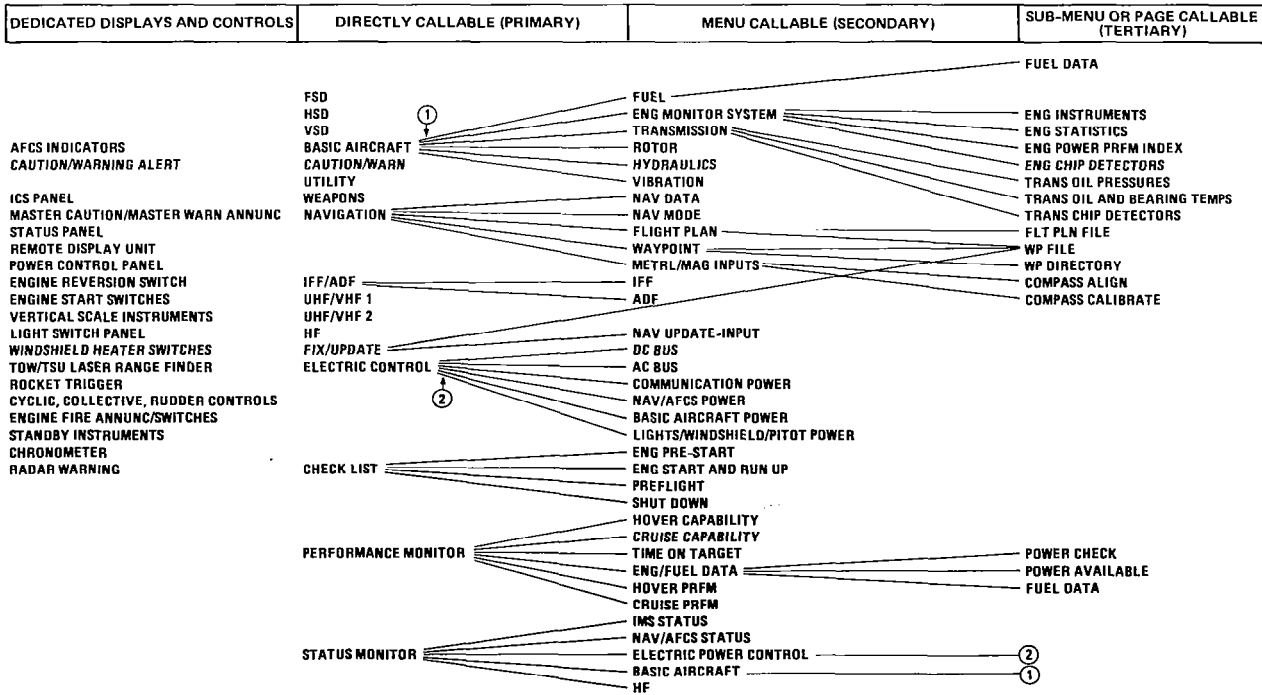 DEDICATED DISPLAYS AND CONTROLS DIRECTLY CALLABLE (PRIMARY) MENU CALLABLE (SECONDARY) SUB-MENU OR PAGE CALLABLE (TERTIARY)
FUEL DATA
FSD FUEL
HSD 1 ENG MONITOR SYSTEM ENG INSTRUMENTS
VSD TRANSMISSION ENG STATISTICS
AFCS INDICATORS BASIC AIRCRAFT ROTOR ENG POWER PRFM INDEX
CAUTION/WARNING ALERT CAUTION/WARN HYDRAULICS ENG CHIP DETECTORS
UTILITY VIBRATION TRANS OIL PRESSURES
ICS PANEL WEAPONS NAV DATA TRANS OIL AND BEARING TEMPS
MASTER CAUTION/MASTER WARN ANNUNC NAVIGATION NAV MODE TRANS CHIP DETECTORS
STATUS PANEL FLIGHT PLAN FLT PLN FILE
REMOTE DISPLAY UNIT WAYPOINT WP FILE
POWER CONTROL PANEL METRL/MAG INPUTS WP DIRECTORY
ENGINE REVERSION SWITCH IFF/ADF IFF COMPASS ALIGN
ENGINE START SWITCHES UHF/VHF 1 ADF COMPASS CALIBRATE
VERTICAL SCALE INSTRUMENTS UHF/VHF 2
LIGHT SWITCH PANEL HF NAV UPDATE-INPUT
WINDSHIELD HEATER SWITCHES FIX/UPDATE DC BUS
TOW/TSU LASER RANGE FINDER ELECTRIC CONTROL AC BUS
ROCKET TRIGGER COMMUNICATION POWER
CYCLIC, COLLECTIVE, RUDDER CONTROLS 2 NAV/AFCS POWER
ENGINE FIRE ANNUNC/SWITCHES BASIC AIRCRAFT POWER
STANDBY INSTRUMENTS LIGHTS/WINDSHIELD/PITOT POWER
CHRONOMETER ENG PRE-START
RADAR WARNING CHECK LIST ENG START AND RUN UP
PREFLIGHT
SHUT DOWN
HOVER CAPABILITY
CRUISE CAPABILITY
PERFORMANCE MONITOR TIME ON TARGET POWER CHECK
ENG/FUEL DATA POWER AVAILABLE
HOVER PRFM FUEL DATA
CRUISE PRFM
IMS STATUS
NAV/AFCS STATUS
STATUS MONITOR ELECTRIC POWER CONTROL 2
BASIC AIRCRAFT 1
HF